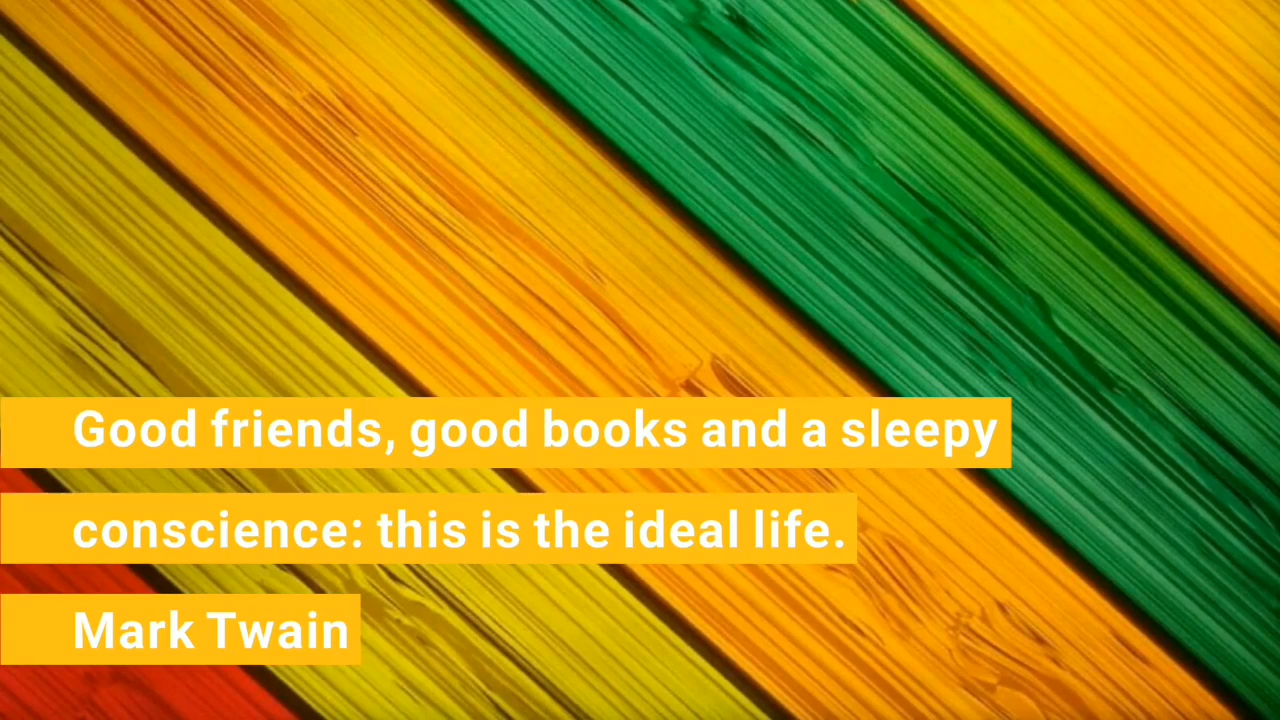 Good friends, good books and a sleepy
conscience: this is the ideal life.
Mark Twain